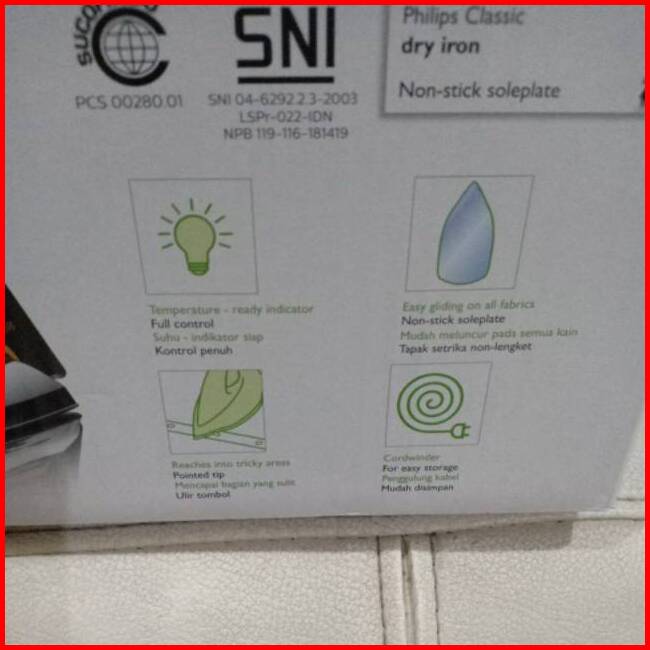 SUCOF
PCS 00280.01
SNI
SNI 04-6292.2.3-2003
LSPr-022-IDN
NPB 119-116-181419
Philips Classic
dry iron
Non-stick soleplate
Temperature - ready indicator
Full control
Suhu - indikator siap
Kontrol penuh
Easy gliding on all fabrics
Non-stick soleplate
Mudah meluncur pada semua kain
Tapak setrika non-lengket
Reaches into tricky areas
Pointed tip
Mencapai bagian yang sulit
Ulir tombol
Cordwinder
For easy storage
Penggulung kabel
Mudah disimpan